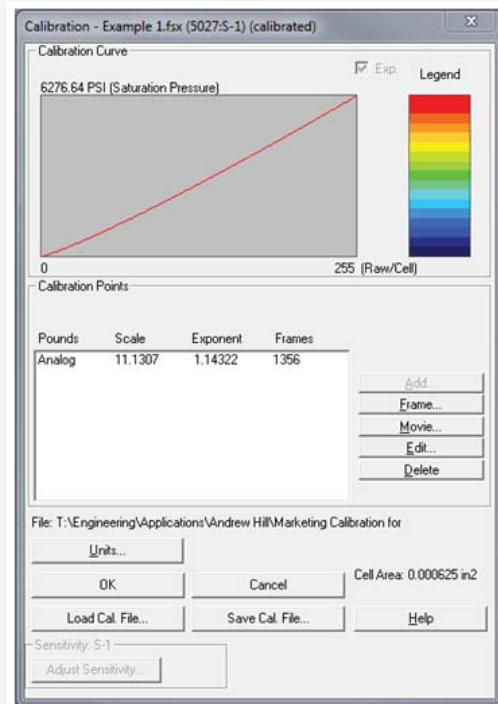 Calibration - Example 1.fsx (5027:S-1) (calibrated)
Calibration Curve
Exp.
Legend
6276.64 PSI (Saturation Pressure)
0
255 (Raw/Cell)
Calibration Points
Pounds Scale Exponent Frames
Analog 11.1307 1.14322 1356
Add...
Frame...
Movie...
Edit...
Delete
File: T:\Engineering\Applications\Andrew Hill\Marketing Calibration for
Units...
OK
Cancel
Cell Area: 0.000625 in2
Load Cal. File...
Save Cal. File...
Help
Sensitivity: S-1
Adjust Sensitivity...